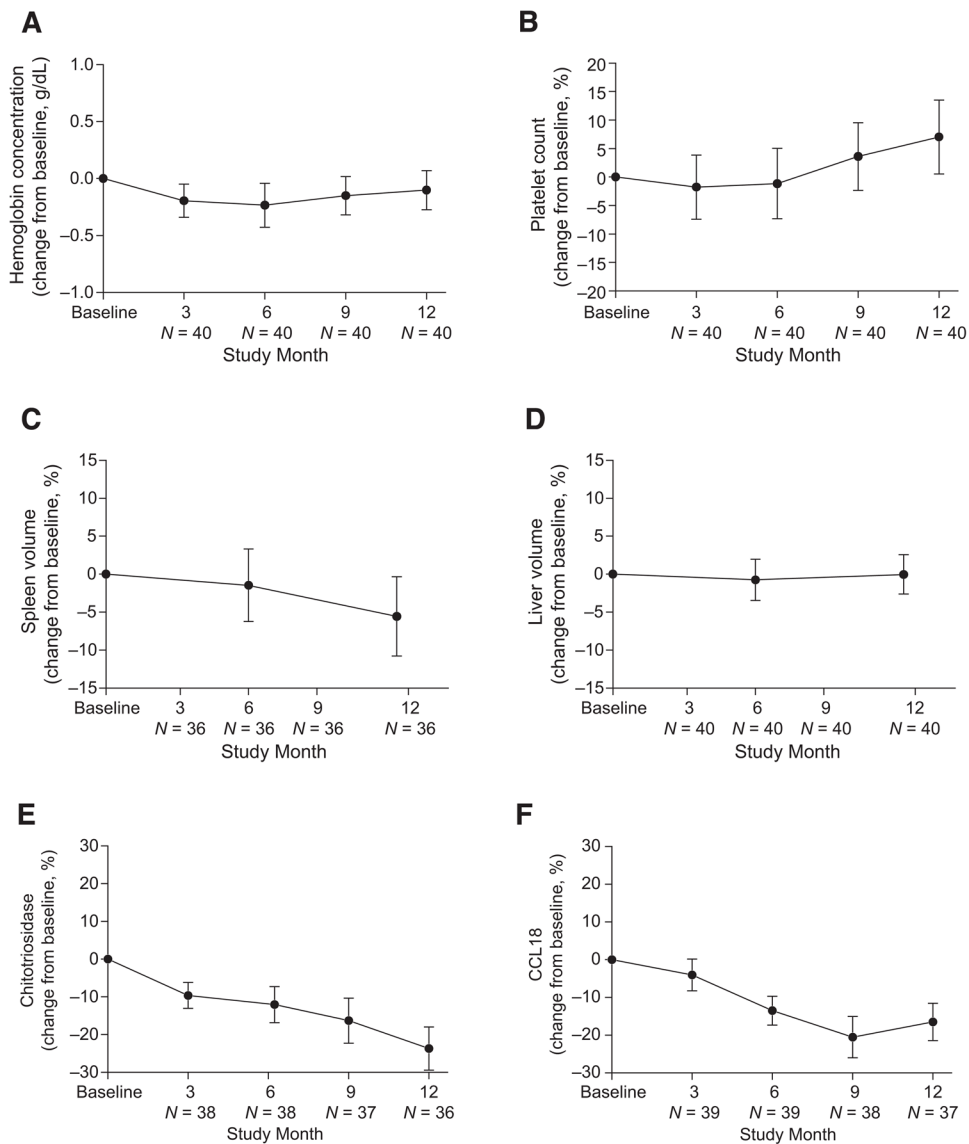 A
Hemoglobin concentration
(change from baseline, g/dL)
1.0
0.5
0.0
–0.5
–1.0
Baseline 3 6 9 12
N = 40 N = 40 N = 40 N = 40
Study Month
B
Platelet count
(change from baseline, %)
20
15
10
5
0
–5
–10
–15
–20
Baseline 3 6 9 12
N = 40 N = 40 N = 40 N = 40
Study Month
C
Spleen volume
(change from baseline, %)
15
10
5
0
–5
–10
–15
Baseline 3 6 9 12
N = 36 N = 36 N = 36 N = 36
Study Month
D
Liver volume
(change from baseline, %)
15
10
5
0
–5
–10
–15
Baseline 3 6 9 12
N = 40 N = 40 N = 40 N = 40
Study Month
E
Chitotriosidase
(change from baseline, %)
30
20
10
0
–10
–20
–30
Baseline 3 6 9 12
N = 38 N = 38 N = 37 N = 36
Study Month
F
CCL18
(change from baseline, %)
30
20
10
0
–10
–20
–30
Baseline 3 6 9 12
N = 39 N = 39 N = 38 N = 37
Study Month